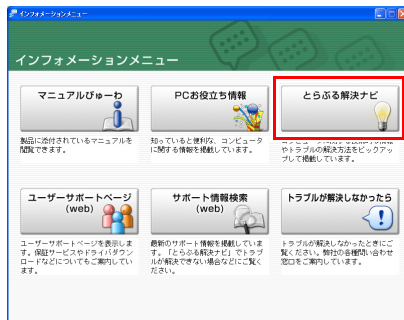 インフォメーションメニュー
インフォメーションメニュー
マニュアルびゅーわ
PCお役立ち情報
とらぶる解決ナビ
製品に添付されているマニュアルを
閲覧できます。
知っていると便利な、コンピュータ
に関する情報を掲載しています。
やトラブルの解決方法をピックアッ
プして掲載しています。
ユーザーサポートページ
(web)
サポート情報検索
(web)
トラブルが解決しなかったら
ユーザーサポートページを表示しま
す。保証サービスやドライバダウン
ロードなどについてもご案内してい
ます。
最新のサポート情報を掲載していま
す。「とらぶる解決ナビ」でトラブ
ルが解決できない場合などにご覧く
ださい。
トラブルが解決しなかったときにご
覧ください。弊社の各種問い合わせ
窓口をご案内しています。